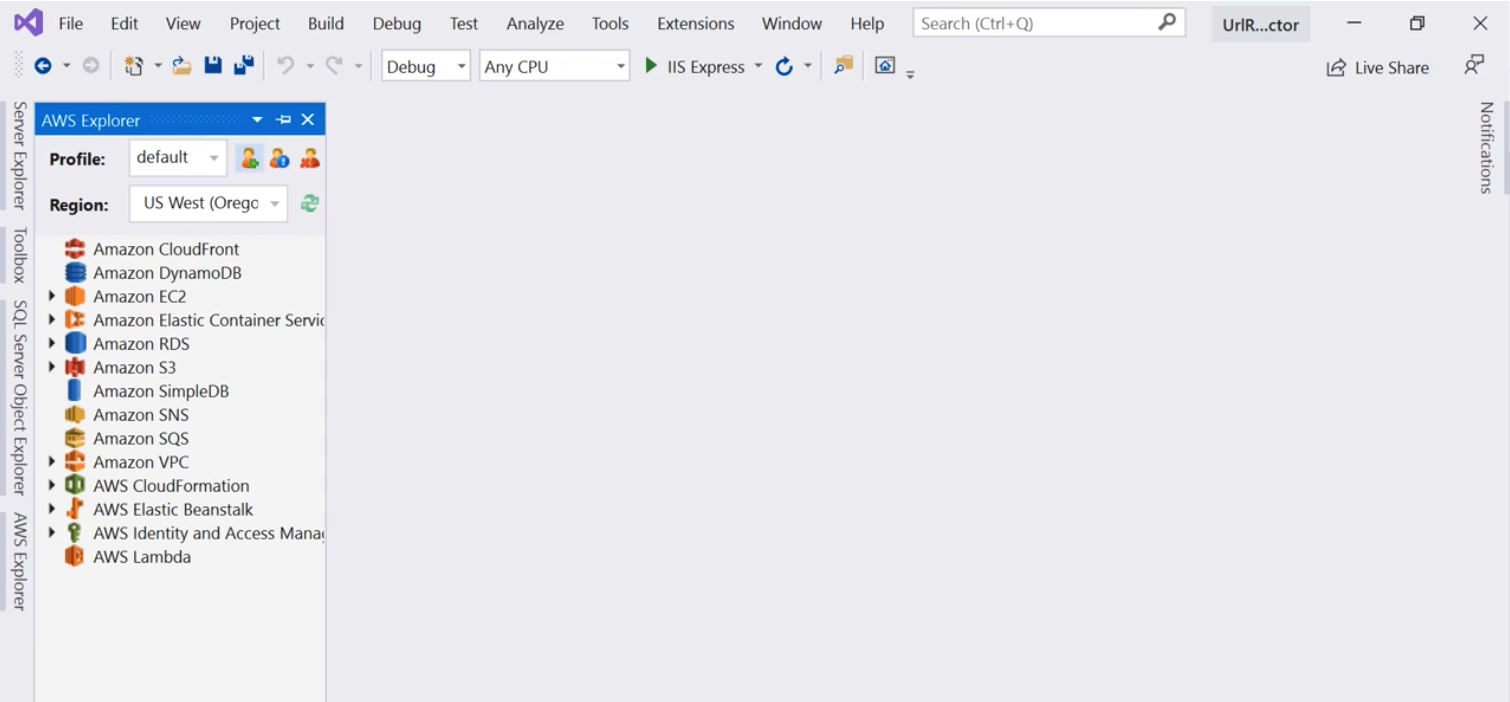 File Edit View Project Build Debug Test Analyze Tools Extensions Window Help Search (Ctrl+Q) UrlR...ctor
Debug Any CPU IIS Express Live Share
Server Explorer
Toolbox
SQL Server Object Explorer
AWS Explorer
AWS Explorer
Profile: default
Region: US West (Orego
Amazon CloudFront
Amazon DynamoDB
Amazon EC2
Amazon Elastic Container Servic
Amazon RDS
Amazon S3
Amazon SimpleDB
Amazon SNS
Amazon SQS
Amazon VPC
AWS CloudFormation
AWS Elastic Beanstalk
AWS Identity and Access Manag
AWS Lambda
Notifications